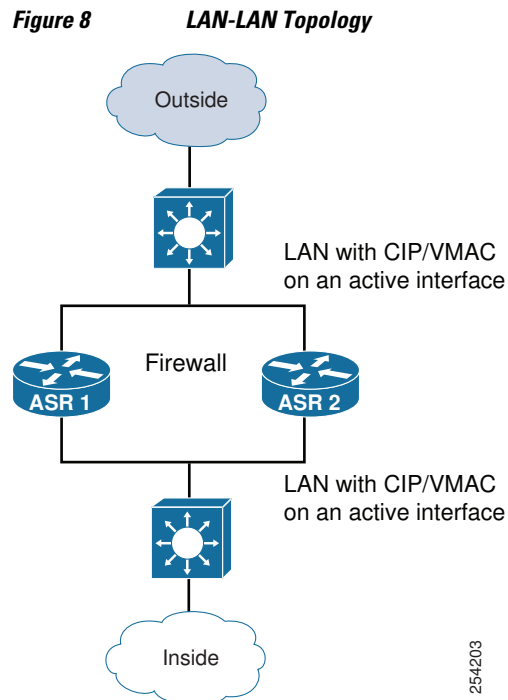 Figure 8 LAN-LAN Topology
Outside
LAN with CIP/VMAC
on an active interface
Firewall
ASR 1
ASR 2
LAN with CIP/VMAC
on an active interface
Inside
254203